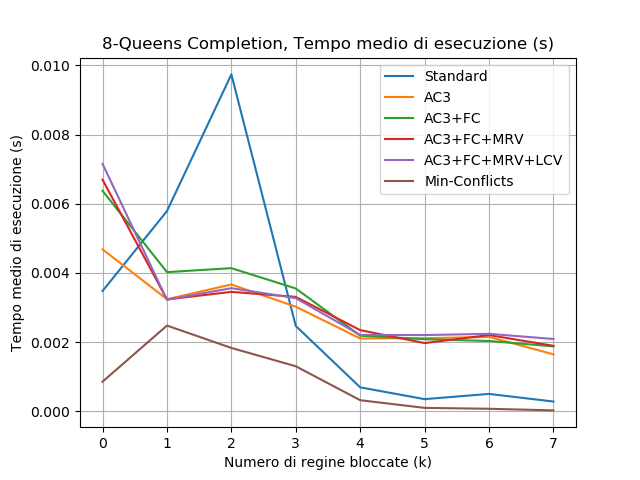 8-Queens Completion, Tempo medio di esecuzione (s)
0.010
0.008
0.006
0.004
0.002
0.000
Tempo medio di esecuzione (s)
Standard
AC3
AC3+FC
AC3+FC+MRV
AC3+FC+MRV+LCV
Min-Conflicts
0 1 2 3 4 5 6 7
Numero di regine bloccate (k)